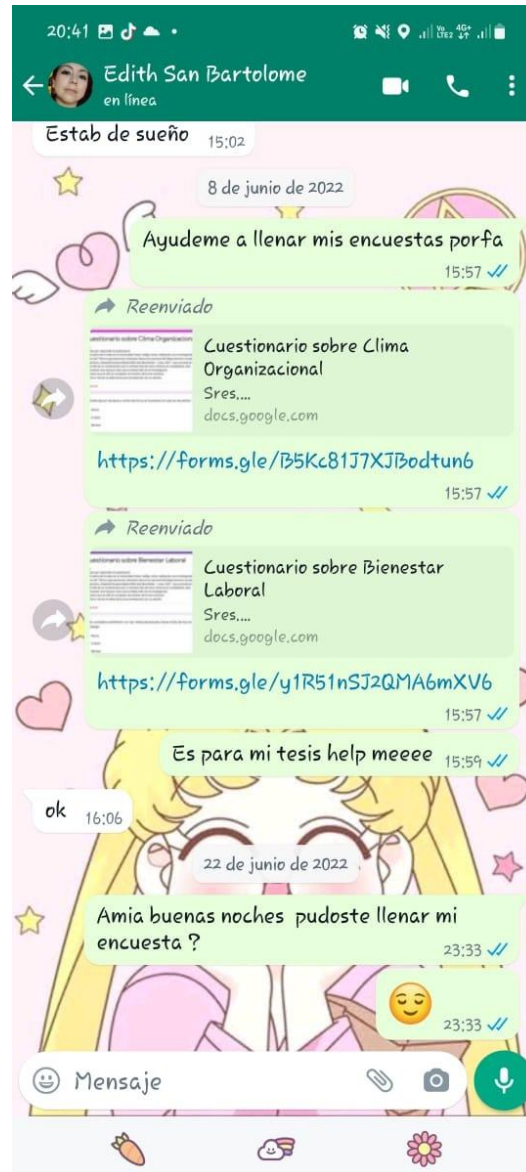 20:41
Vo 4G+
LTE2
Edith San Bartolome
en línea
Estab de sueño 15:02
8 de junio de 2022
Ayudeme a llenar mis encuestas porfa
15:57
Reenviado
Cuestionario sobre Clima
Organizacional
Sres....
docs.google.com
https://forms.gle/B5Kc81J7XJBodtun6
15:57
Reenviado
Cuestionario sobre Bienestar
Laboral
Sres....
docs.google.com
https://forms.gle/y1R51nSJ2QMA6mXV6
15:57
Es para mi tesis help meeee 15:59
ok 16:06
22 de junio de 2022
Amia buenas noches pudoste llenar mi
encuesta ?
23:33
23:33
Mensaje